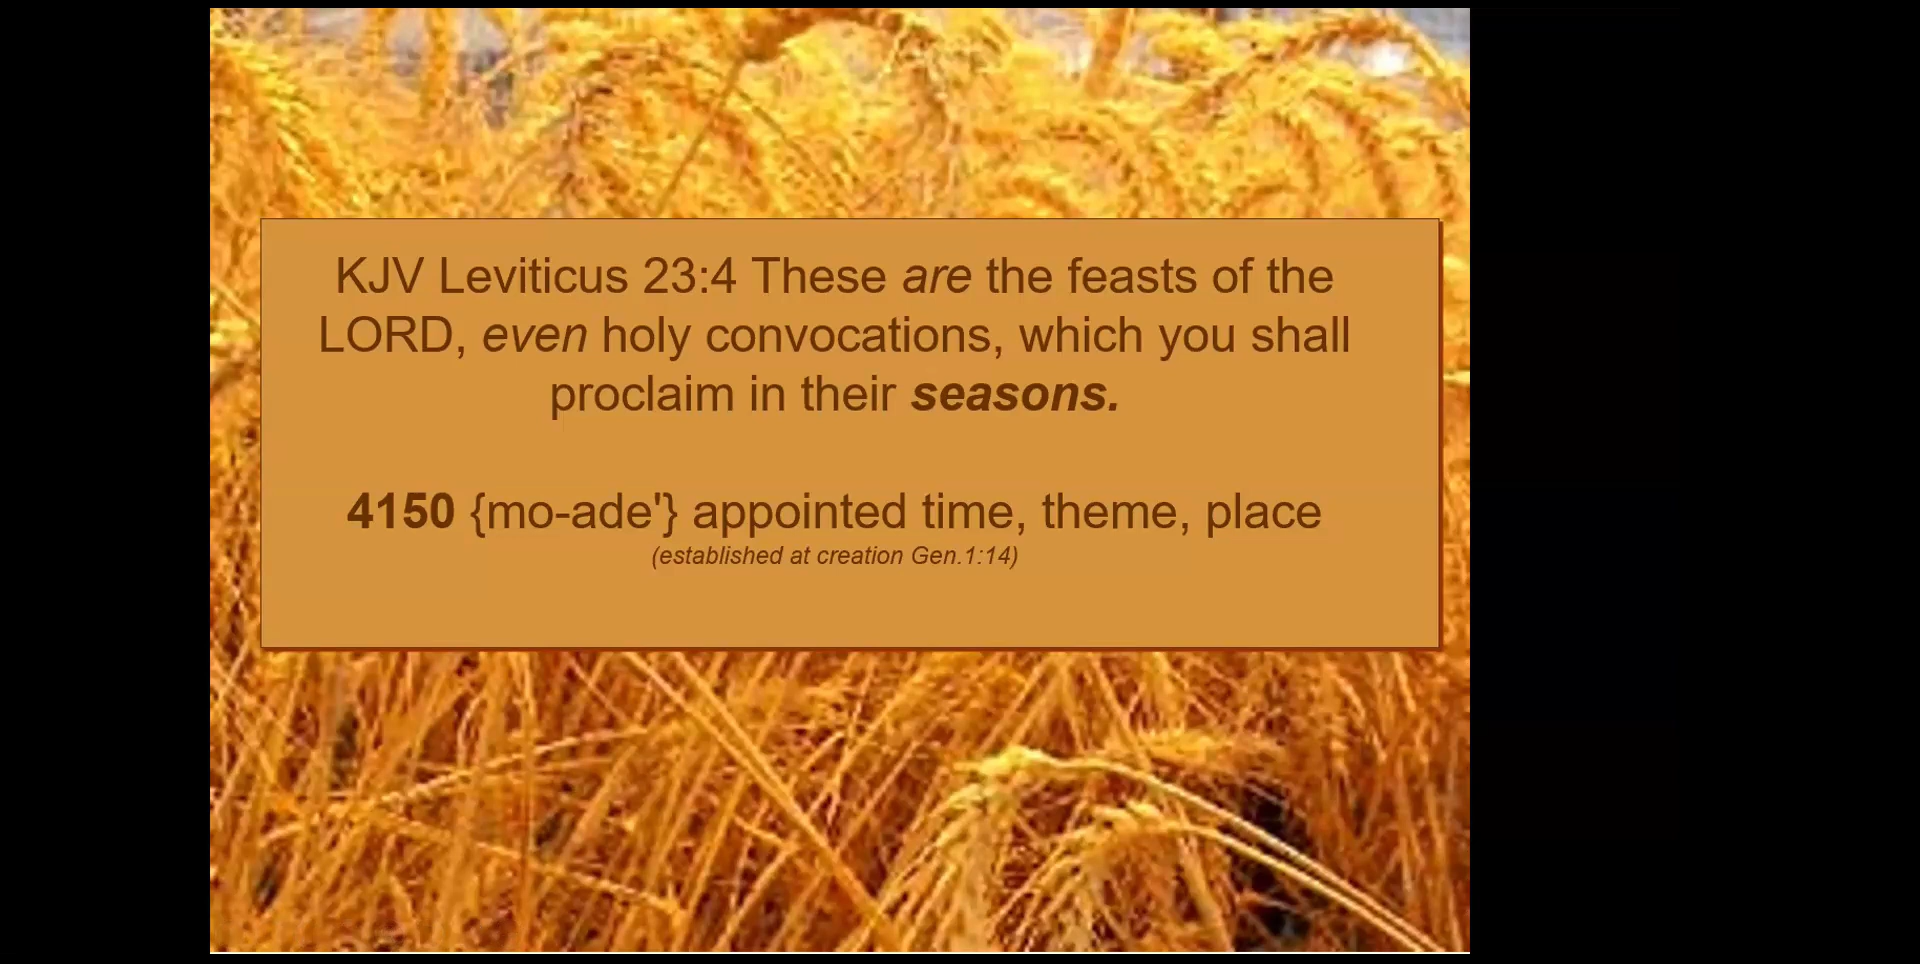 KJV Leviticus 23:4 These are the feasts of the
LORD, even holy convocations, which you shall
proclaim in their seasons.
4150 {mo-ade'} appointed time, theme, place
(established at creation Gen.1:14)